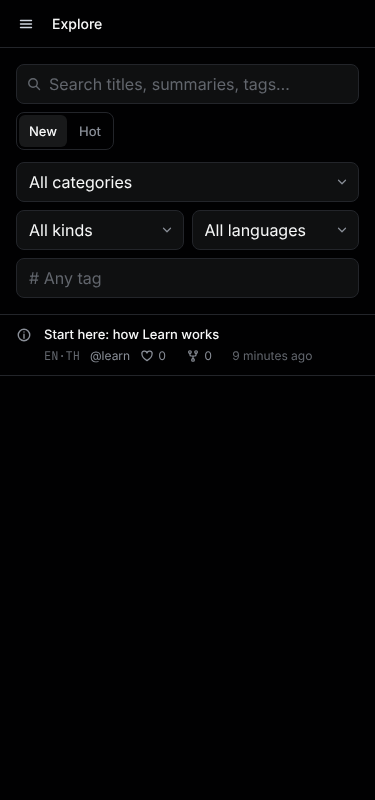 Explore
Search titles, summaries, tags...
New Hot
All categories
All kinds All languages
# Any tag
Start here: how Learn works
EN·TH @learn 0 0 9 minutes ago